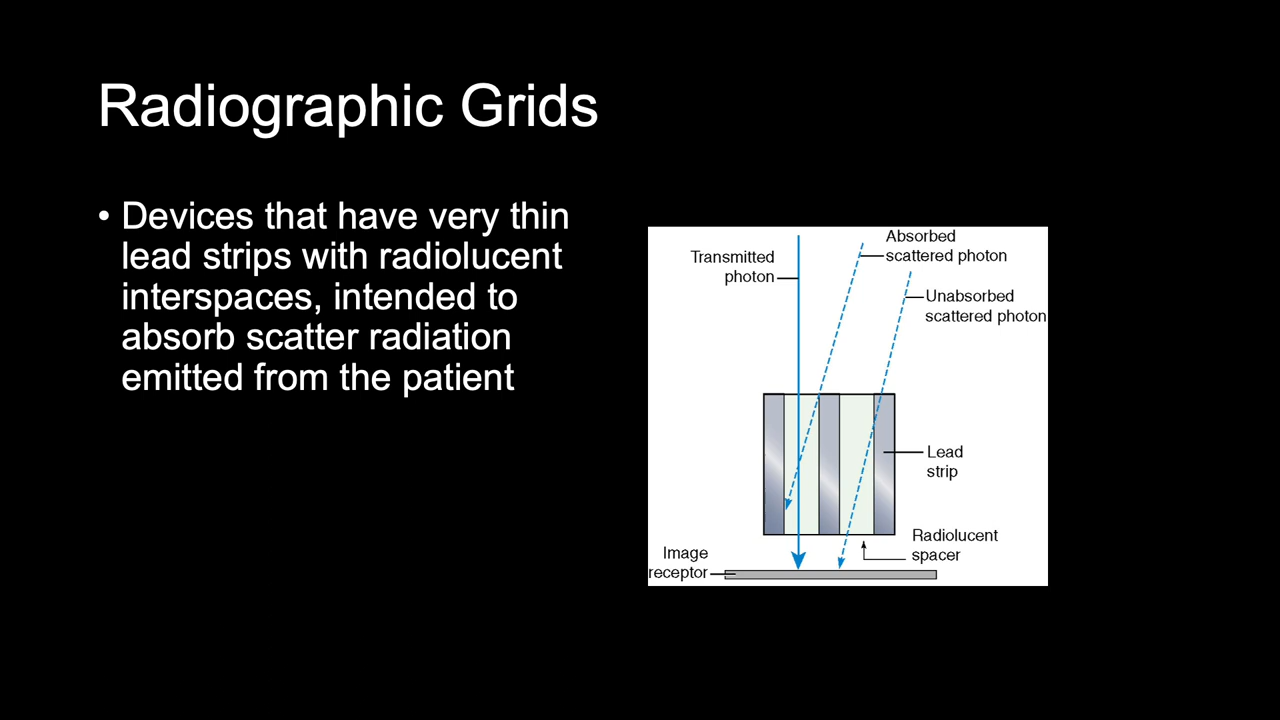 Radiographic Grids
• Devices that have very thin
lead strips with radiolucent
interspaces, intended to
absorb scatter radiation
emitted from the patient
Transmitted
photon
Absorbed
scattered photon
Unabsorbed
scattered photon
Lead
strip
Radiolucent
spacer
Image
receptor